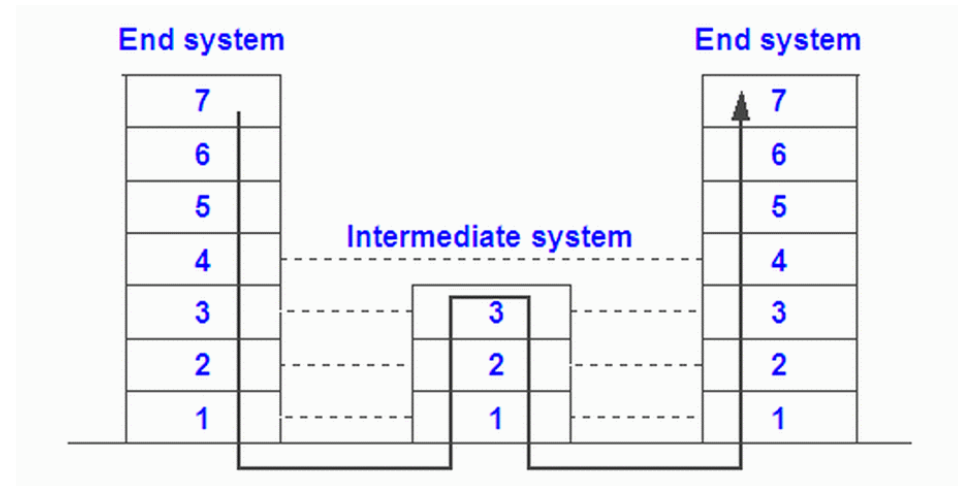 End system End system
7 7
6 6
5 5
Intermediate system
4 4
3 3 3
2 2 2
1 1 1